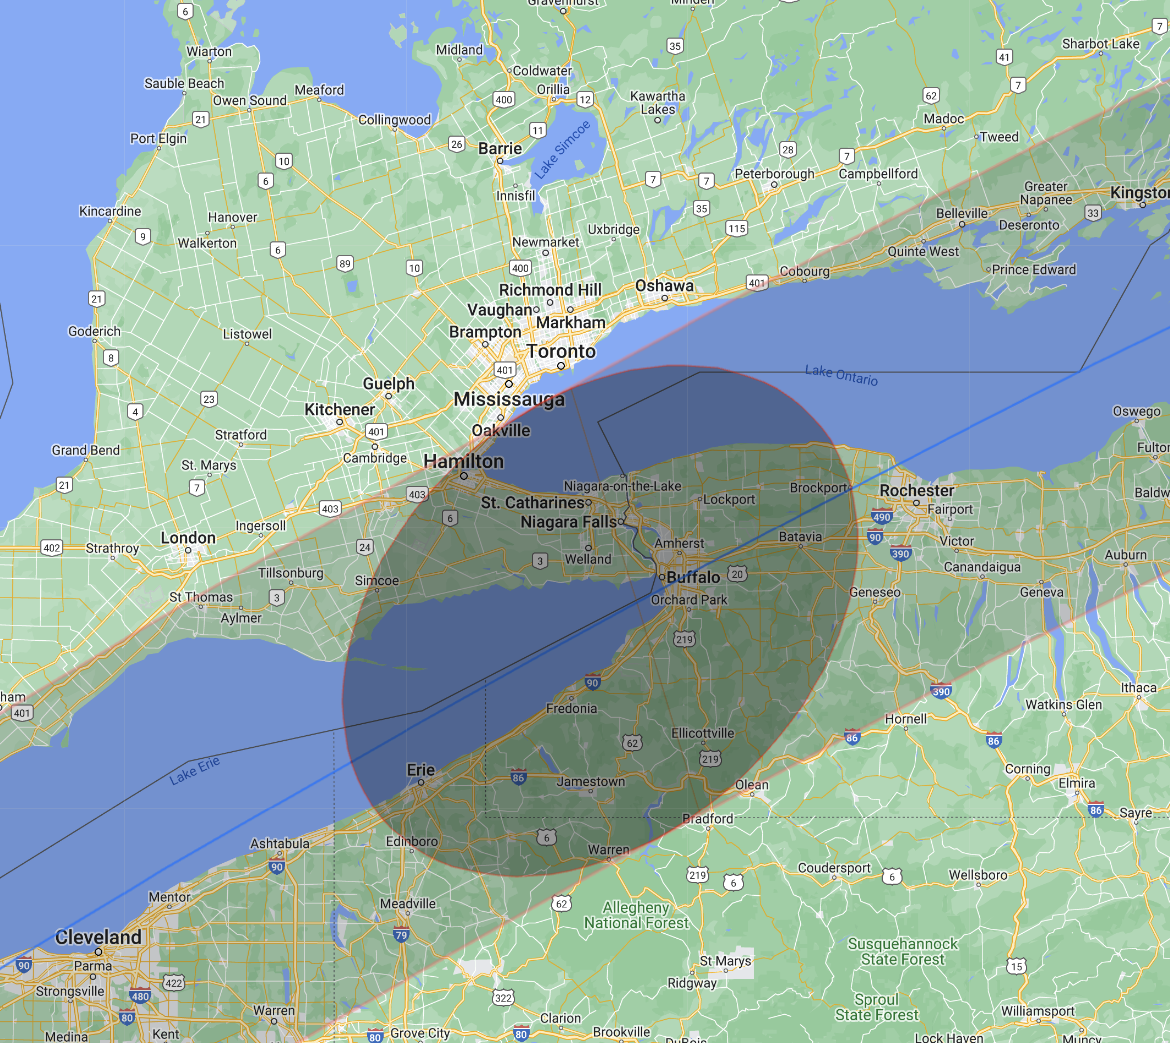 6
Gravenhurst
Minden
Wiarton
Midland
35
7
Sharbot Lake
Sauble Beach
Coldwater
41
Owen Sound
Meaford
Orillia
400
12
Kawartha
Lakes
62
7
21
Collingwood
11
Madoc
Tweed
Port Elgin
26
Barrie
Lake Simcoe
28
7
10
6
Innisfil
7
7
Peterborough
Campbellford
Greater
Napanee
Kingston
Kincardine
Hanover
35
33
Belleville
Deseronto
9
Walkerton
6
Newmarket
Uxbridge
115
Quinte West
89
10
400
Cobourg
Prince Edward
401
21
Richmond Hill
Oshawa
Vaughan
Markham
Goderich
Listowel
Brampton
8
Toronto
401
Lake Ontario
Guelph
23
Mississauga
4
Kitchener
Oswego
401
Oakville
Stratford
Grand Bend
Cambridge
Hamilton
Fulton
St. Marys
21
7
403
Niagara-on-the-Lake
Brockport
Rochester
Baldw
403
St. Catharines
Lockport
Fairport
6
Niagara Falls
490
Ingersoll
London
90
402
Strathroy
24
3
Welland
Amherst
Batavia
390
Victor
Auburn
Tillsonburg
Simcoe
Buffalo
20
Canandaigua
St Thomas
3
Orchard Park
Geneseo
Geneva
Aylmer
219
90
390
Ithaca
ham
401
Fredonia
Watkins Glen
Hornell
62
Ellicottville
86
86
Lake Erie
219
Erie
86
Jamestown
Olean
Corning
Elmira
86
Sayre
Bradford
6
Ashtabula
Edinboro
Warren
90
219
6
Coudersport
6
Wellsboro
Mentor
Meadville
62
Allegheny
National Forest
79
Cleveland
Susquehannock
State Forest
90
Parma
St Marys
15
422
Strongsville
480
Ridgway
322
80
Sproul
State Forest
Warren
Clarion
Williamsport
Medina
Kent
80
Grove City
80
Brookville
DuBois
Lock Haven
Muncy